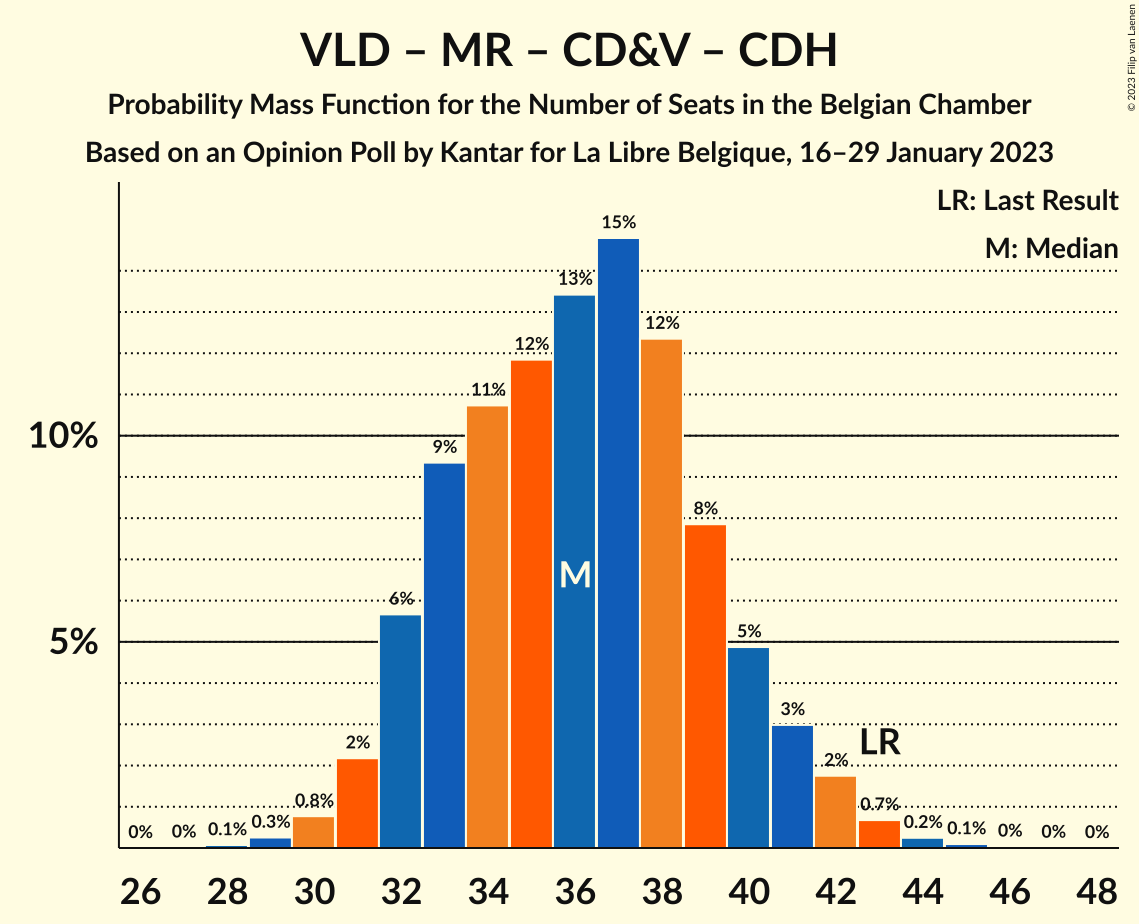 VLD – MR – CD&V – CDH
Probability Mass Function for the Number of Seats in the Belgian Chamber
Based on an Opinion Poll by Kantar for La Libre Belgique, 16–29 January 2023
© 2023 Filip van Laenen
LR: Last Result
M: Median
15%
13%
12%
12%
11%
10%
9%
8%
M
6%
5%
5%
3%
LR
2%
2%
0.8%
0.7%
0% 0% 0.1% 0.3% 0.2% 0.1% 0% 0% 0%
26 28 30 32 34 36 38 40 42 44 46 48